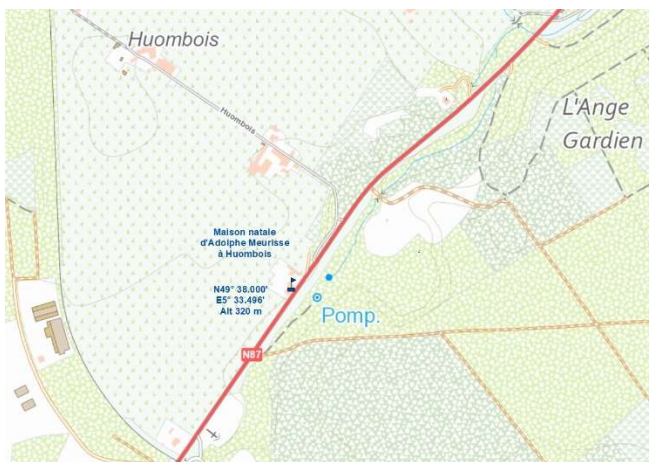 Huombois
Huombois
L'Ange
Gardien
Maison natale
d'Adolphe Meurisse
à Huombois
N49° 38.000'
E5° 33.496'
Alt 320 m
Pomp.
N87